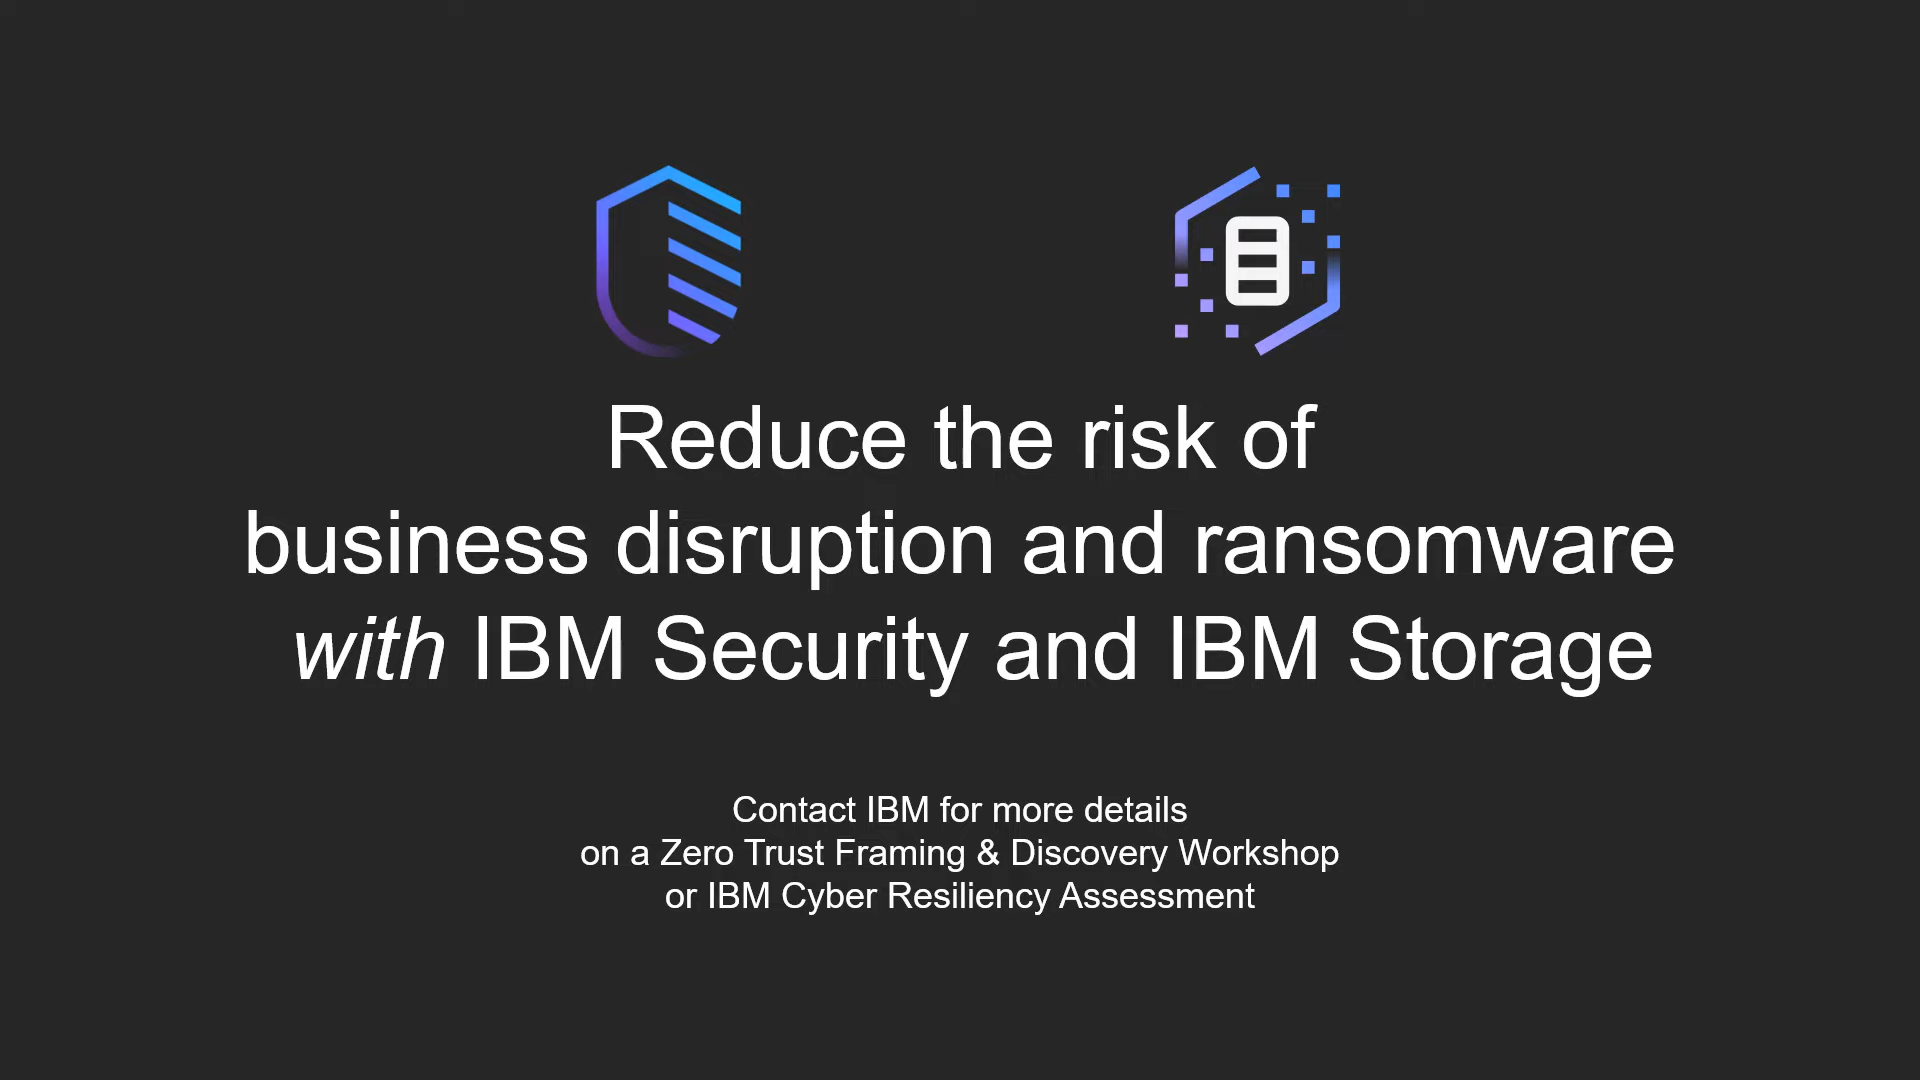 Reduce the risk of
business disruption and ransomware
with IBM Security and IBM Storage
Contact IBM for more details
on a Zero Trust Framing & Discovery Workshop
or IBM Cyber Resiliency Assessment